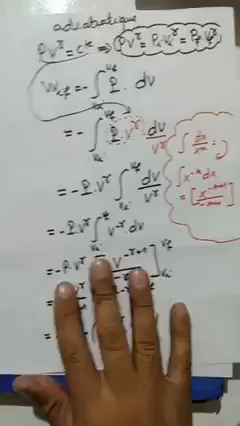 adiabatique
PV^γ = cte => PV^γ = P_i V_i^γ = P_f V_f^γ
W_{i→f} = - ∫_{V_i}^{V_f} P . dV
= - ∫_{V_i}^{V_f} P. V^γ dV/V^γ
= - P. V^γ ∫_{V_i}^{V_f} dV/V^γ
= - P. V^γ ∫_{V_i}^{V_f} V^{-γ} dV
= - P. V^γ V^{-γ+1} ]_{V_i}^{V_f}
=
=
∫ dx/x^n = ;
∫ x^{-n} dx
= [ x^{-n+1} / -n+1 ]